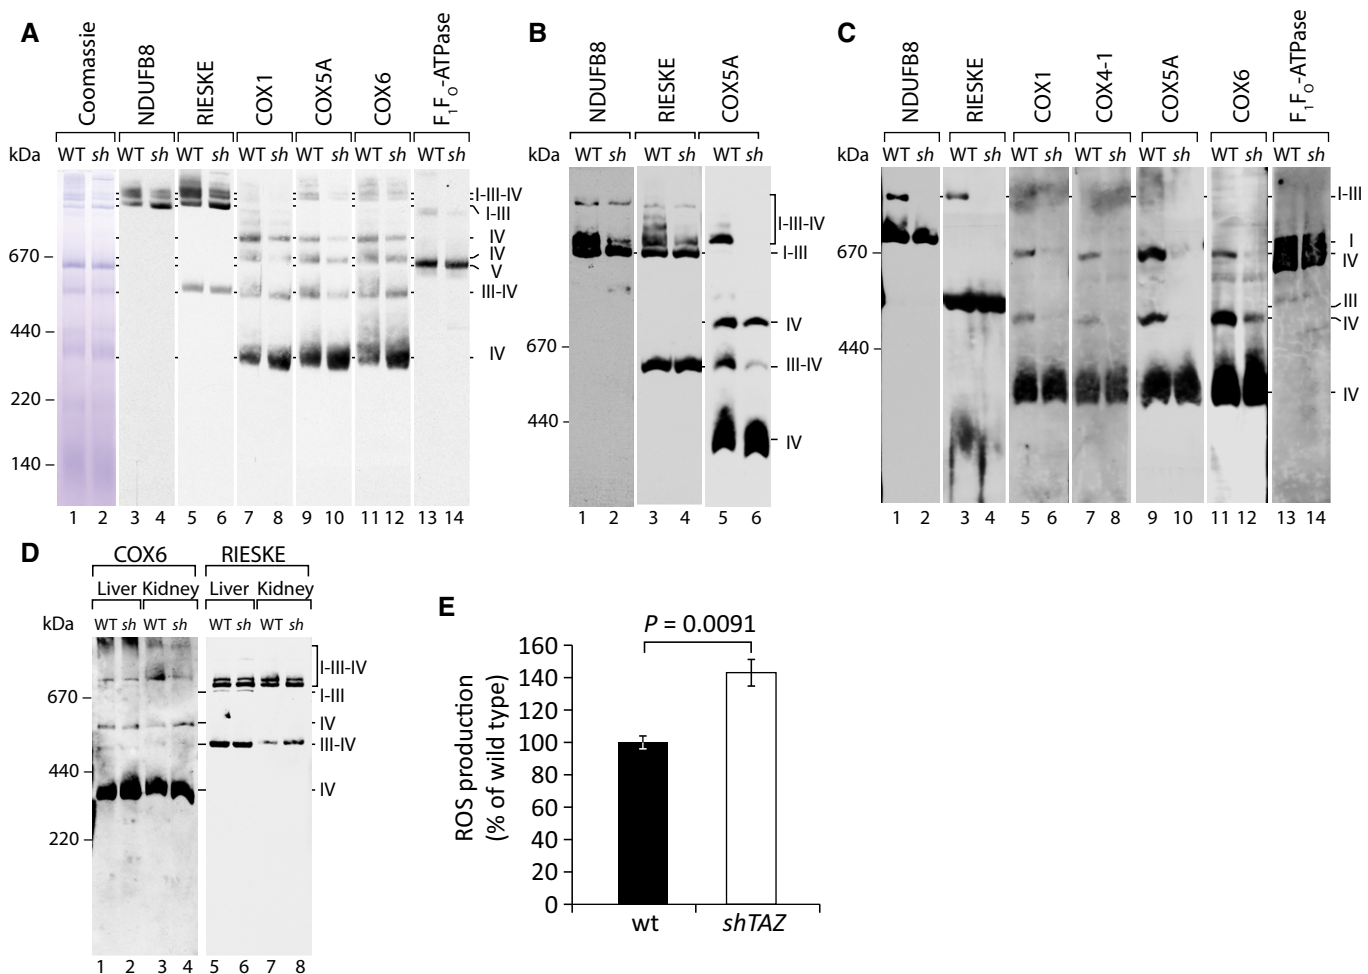 A
Coomassie
NDUFB8
RIESKE
COX1
COX5A
COX6
F1FO-ATPase
kDa
WT sh WT sh WT sh WT sh WT sh WT sh WT sh
670
440
220
140
I-III-IV
I-III
IV
IV
V
III-IV
IV
1 2 3 4 5 6 7 8 9 10 11 12 13 14
B
NDUFB8
RIESKE
COX5A
kDa
WT sh WT sh WT sh
670
440
I-III-IV
I-III
IV
III-IV
IV
1 2 3 4 5 6
C
NDUFB8
RIESKE
COX1
COX4-1
COX5A
COX6
F1FO-ATPase
kDa
WT sh WT sh WT sh WT sh WT sh WT sh WT sh
670
440
I-III
I
IV
III
IV
IV
1 2 3 4 5 6 7 8 9 10 11 12 13 14
D
COX6 RIESKE
Liver Kidney Liver Kidney
kDa
WT sh WT sh WT sh WT sh
670
440
220
I-III-IV
I-III
IV
III-IV
IV
1 2 3 4 5 6 7 8
E
P = 0.0091
ROS production
(% of wild type)
160
140
120
100
80
60
40
20
0
wt shTAZ